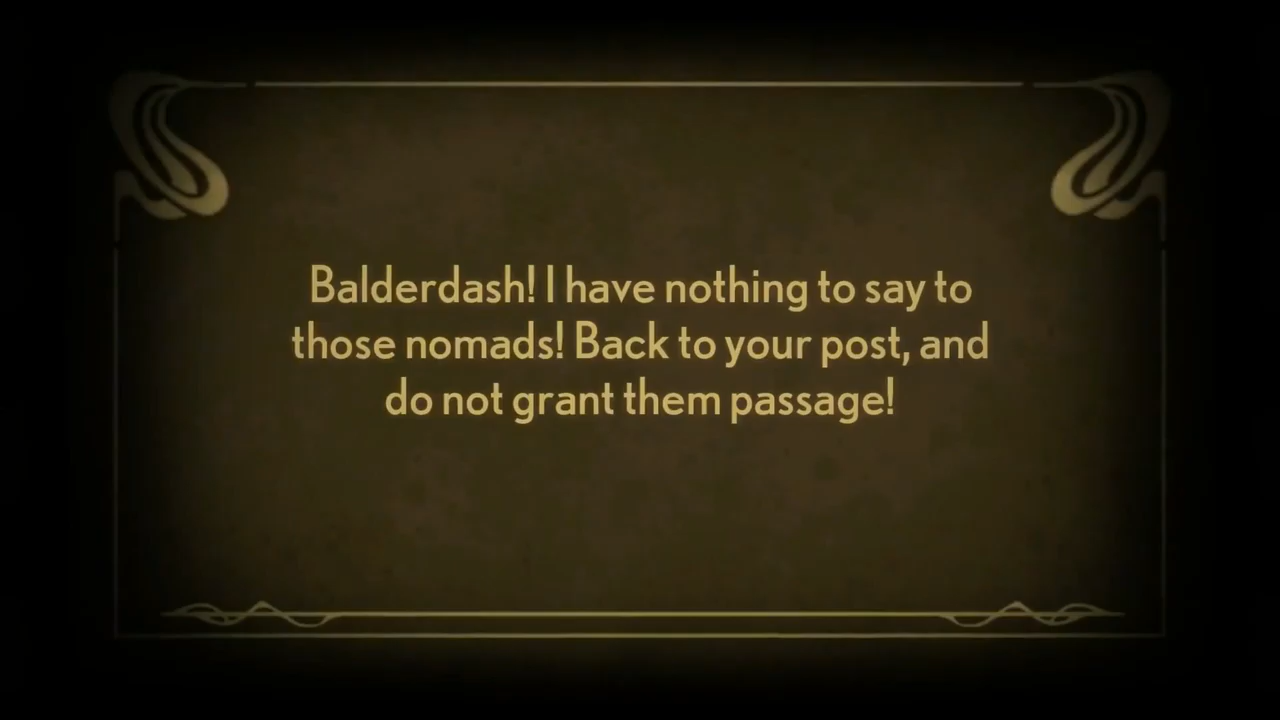 Balderdash! I have nothing to say to
those nomads! Back to your post, and
do not grant them passage!